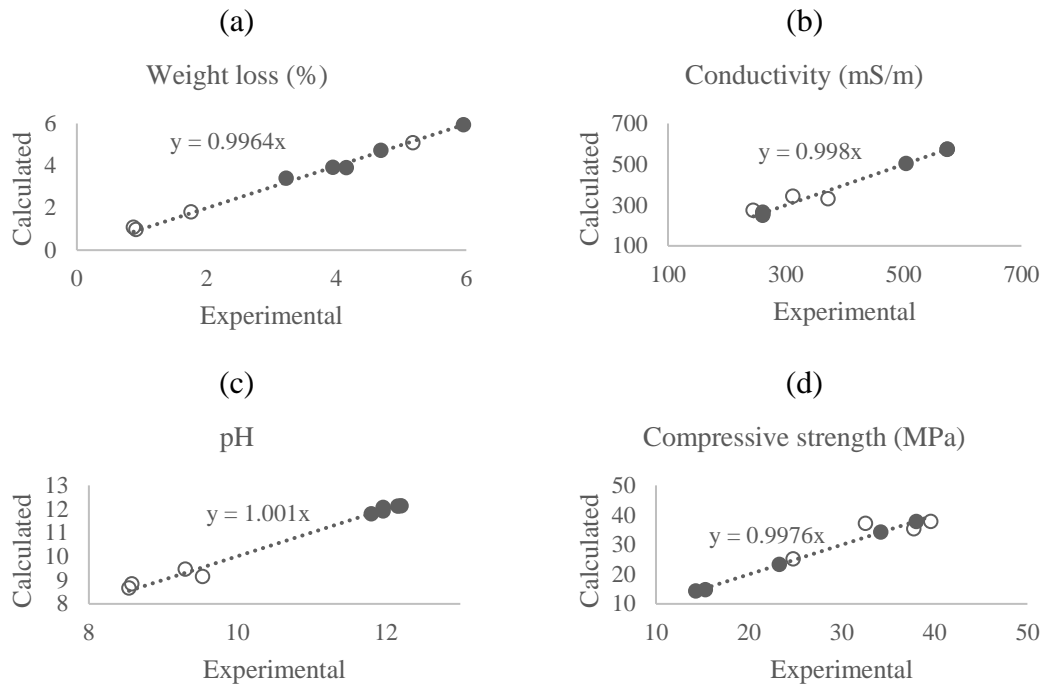 (a)
Weight loss (%)
Calculated
6
4
2
0
y = 0.9964x
0 2 4 6
Experimental
(b)
Conductivity (mS/m)
Calculated
700
500
300
100
y = 0.998x
100 300 500 700
Experimental
(c)
pH
Calculated
13
12
11
10
9
8
y = 1.001x
8 10 12
Experimental
(d)
Compressive strength (MPa)
Calculated
50
40
30
20
10
y = 0.9976x
10 20 30 40 50
Experimental